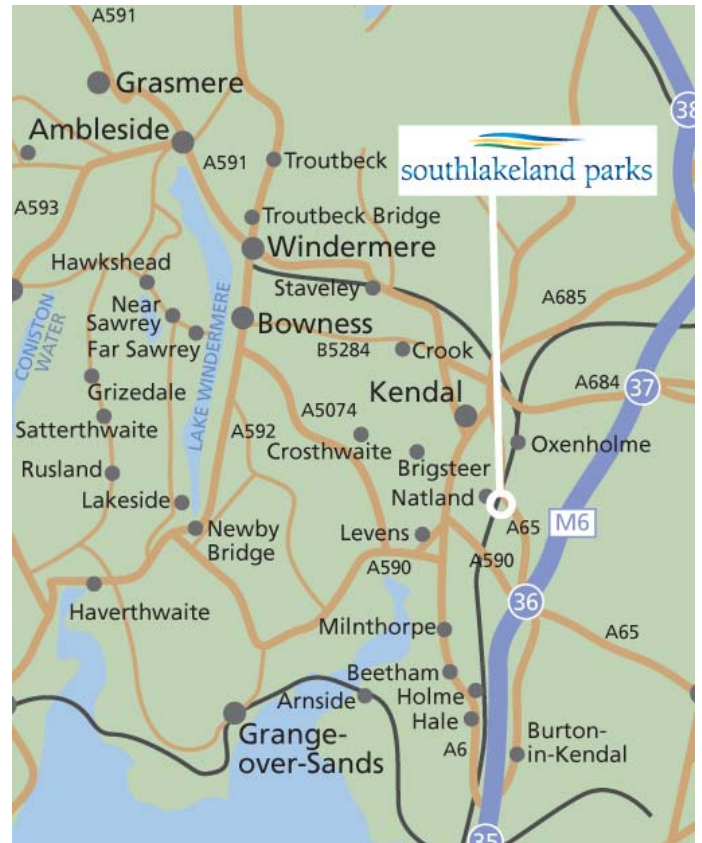 A591
Grasmere
38
Ambleside
southlakeland parks
A591
Troutbeck
A593
Troutbeck Bridge
Windermere
Hawkshead
Staveley
Near
Sawrey
A685
Bowness
Far Sawrey
CONISTON
WATER
LAKE WINDERMERE
B5284
Crook
Grizedale
Kendal
A684
37
A5074
Satterthwaite
A592
Crosthwaite
Oxenholme
Brigsteer
Rusland
Natland
Lakeside
A65
M6
Newby
Bridge
Levens
A590
A590
Haverthwaite
36
Milnthorpe
A65
Beetham
Arnside
Holme
Hale
Grange-
over-Sands
A6
Burton-
in-Kendal
35